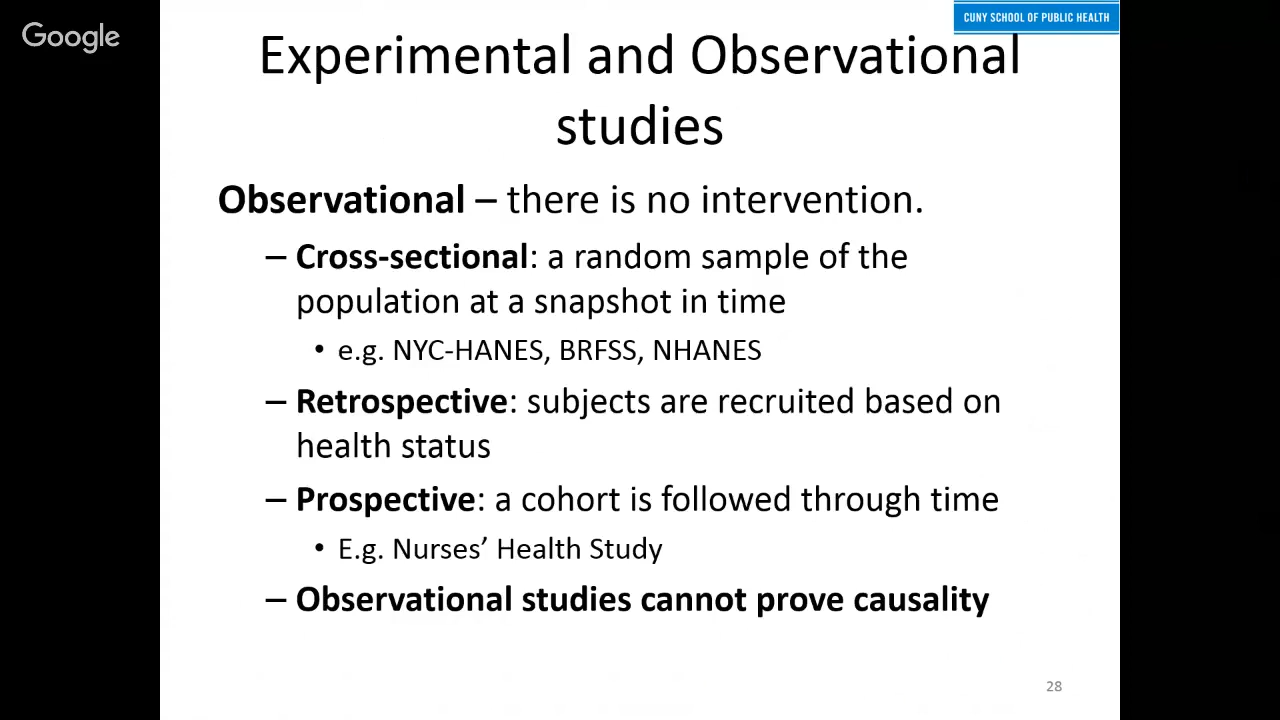 Google
CUNY SCHOOL OF PUBLIC HEALTH
Experimental and Observational
studies
Observational – there is no intervention.
– Cross-sectional: a random sample of the
population at a snapshot in time
• e.g. NYC-HANES, BRFSS, NHANES
– Retrospective: subjects are recruited based on
health status
– Prospective: a cohort is followed through time
• E.g. Nurses’ Health Study
– Observational studies cannot prove causality
28